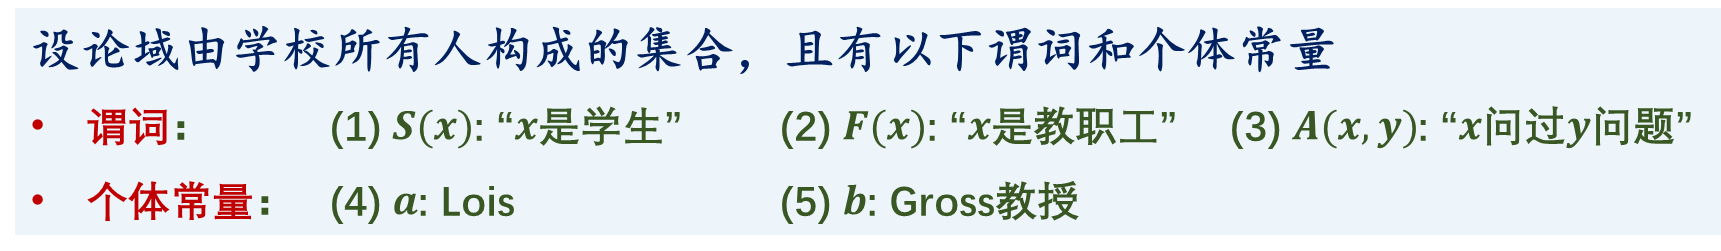 设论域由学校所有人构成的集合，且有以下谓词和个体常量
• 谓词： (1) S(x): “x是学生” (2) F(x): “x是教职工” (3) A(x, y): “x问过y问题”
• 个体常量： (4) a: Lois (5) b: Gross教授